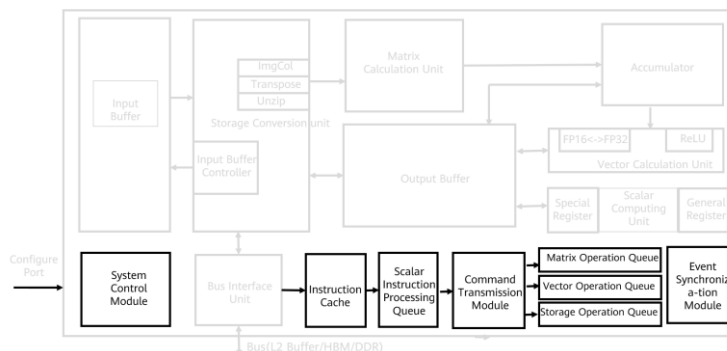 ImgCol
Transpose
Unzip
Storage Conversion unit
Matrix
Calculation Unit
Accumulator
Input
Buffer
Input Buffer
Controller
Output Buffer
FP16<->FP32
ReLU
Vector Calculation Unit
Special
Register
Scalar
Computing
Unit
General
Register
Configure
Port
System
Control
Module
Bus Interface
Unit
Instruction
Cache
Scalar
Instruction
Processing
Queue
Command
Transmission
Module
Matrix Operation Queue
Vector Operation Queue
Storage Operation Queue
Event
Synchroniz
a-tion
Module
Bus(L2 Buffer/HBM/DDR)